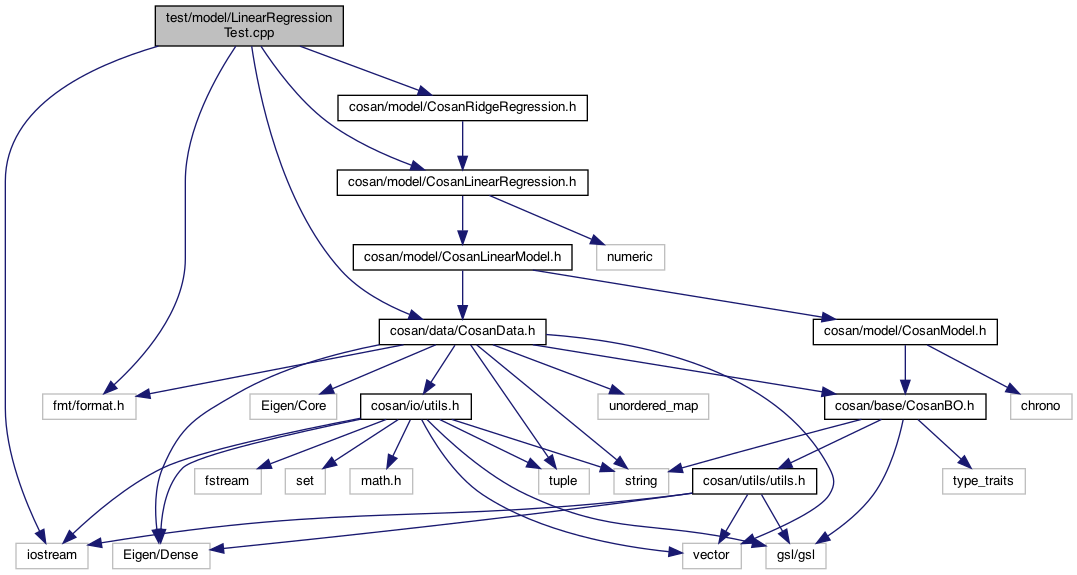 test/model/LinearRegression
Test.cpp
cosan/model/CosanRidgeRegression.h
cosan/model/CosanLinearRegression.h
cosan/model/CosanLinearModel.h
numeric
cosan/data/CosanData.h
cosan/model/CosanModel.h
fmt/format.h
Eigen/Core
cosan/io/utils.h
unordered_map
cosan/base/CosanBO.h
chrono
fstream
set
math.h
tuple
string
cosan/utils/utils.h
type_traits
iostream
Eigen/Dense
vector
gsl/gsl